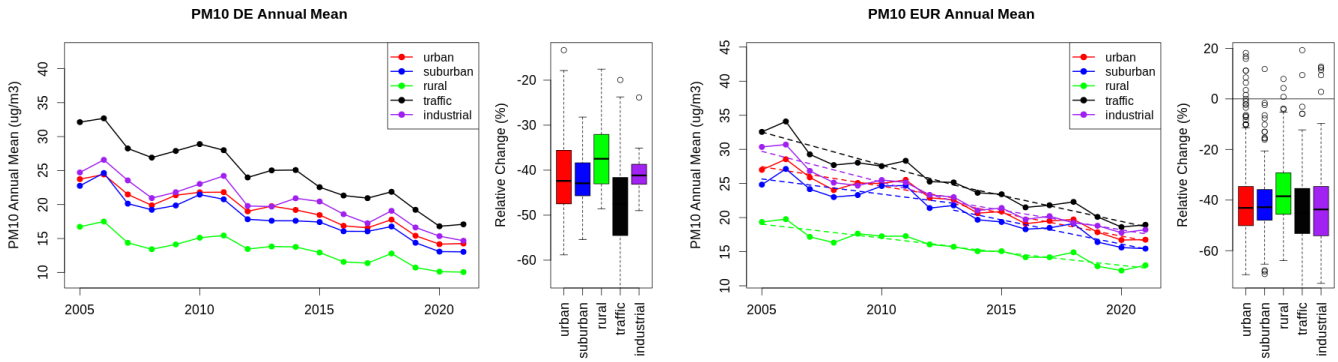 PM10 DE Annual Mean
PM10 Annual Mean (ug/m3)
40
35
30
25
20
15
10
2005
2010
2015
2020
urban
suburban
rural
traffic
industrial
Relative Change (%)
-20
-30
-40
-50
-60
urban
suburban
rural
traffic
industrial
PM10 EUR Annual Mean
PM10 Annual Mean (ug/m3)
45
40
35
30
25
20
15
10
2005
2010
2015
2020
urban
suburban
rural
traffic
industrial
Relative Change (%)
20
0
-20
-40
-60
urban
suburban
rural
traffic
industrial